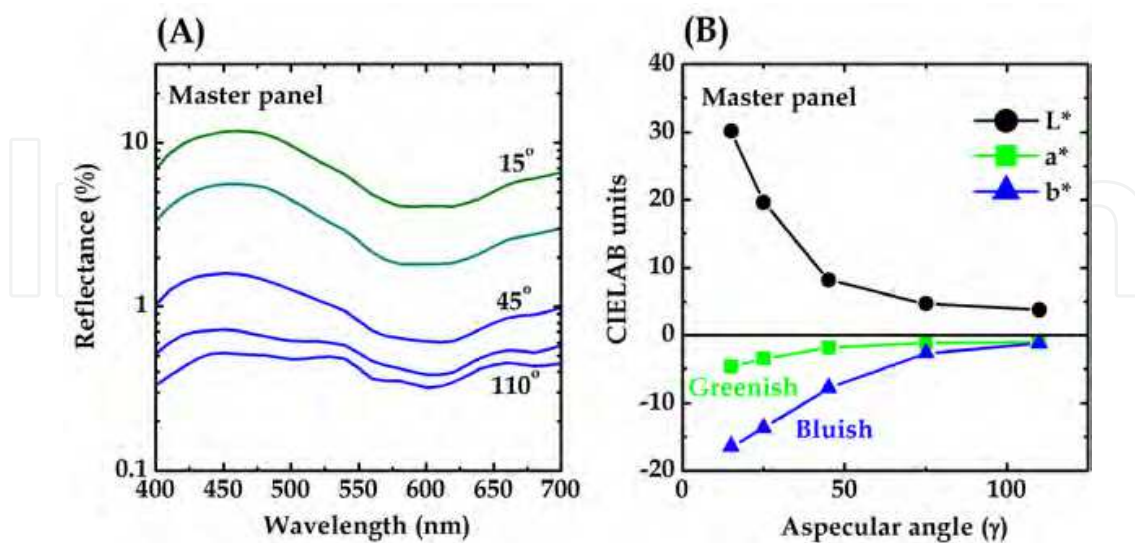 (A)
Master panel
15°
45°
110°
10
1
0.1
Reflectance (%)
400 450 500 550 600 650 700
Wavelength (nm)
(B)
Master panel
L*
a*
b*
Greenish
Bluish
40
30
20
10
0
-10
-20
CIELAB units
0 50 100
Aspecular angle (γ)